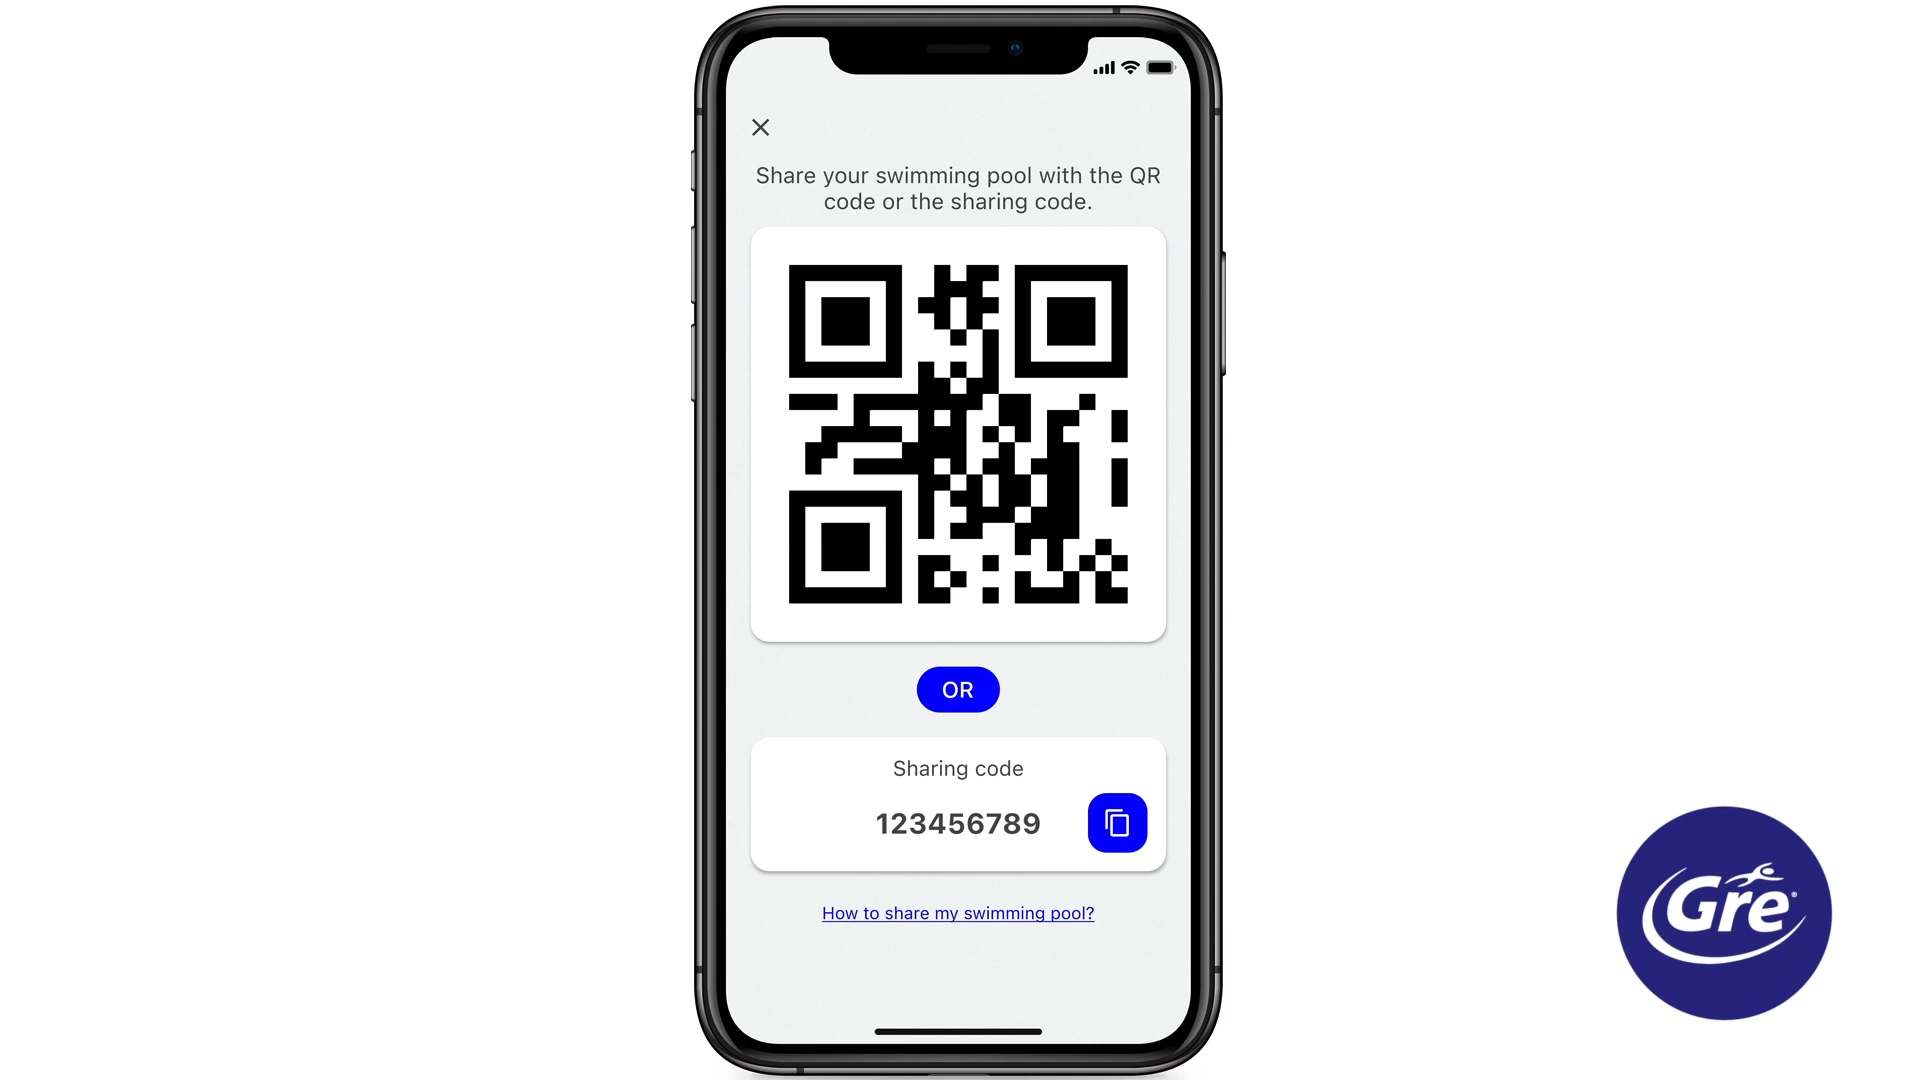 Share your swimming pool with the QR
code or the sharing code.
OR
Sharing code
123456789
How to share my swimming pool?
Gre